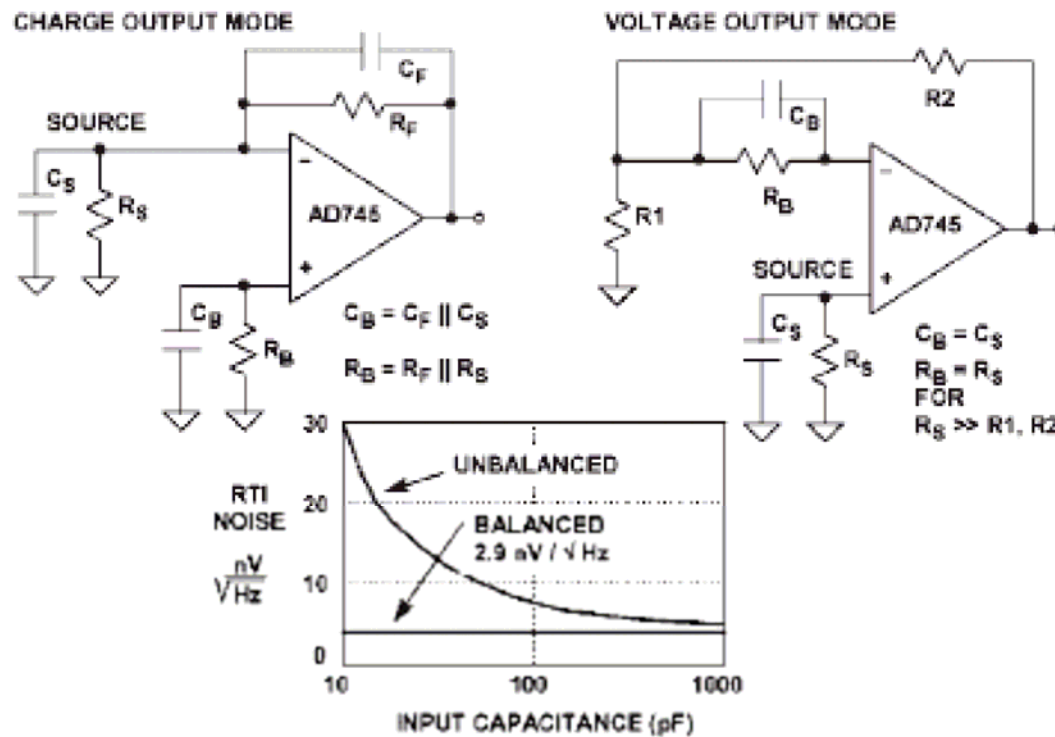 CHARGE OUTPUT MODE
C_F
R_F
SOURCE
C_S
R_S
−
AD745
+
C_B
R_B
C_B = C_F || C_S
R_B = R_F || R_S
VOLTAGE OUTPUT MODE
R2
C_B
R_B
R1
−
AD745
+
SOURCE
C_S
R_S
C_B = C_S
R_B = R_S
FOR
R_S >> R1, R2
RTI
NOISE
nV
√Hz
30
20
10
0
UNBALANCED
BALANCED
2.9 nV / √ Hz
10
100
1000
INPUT CAPACITANCE (pF)